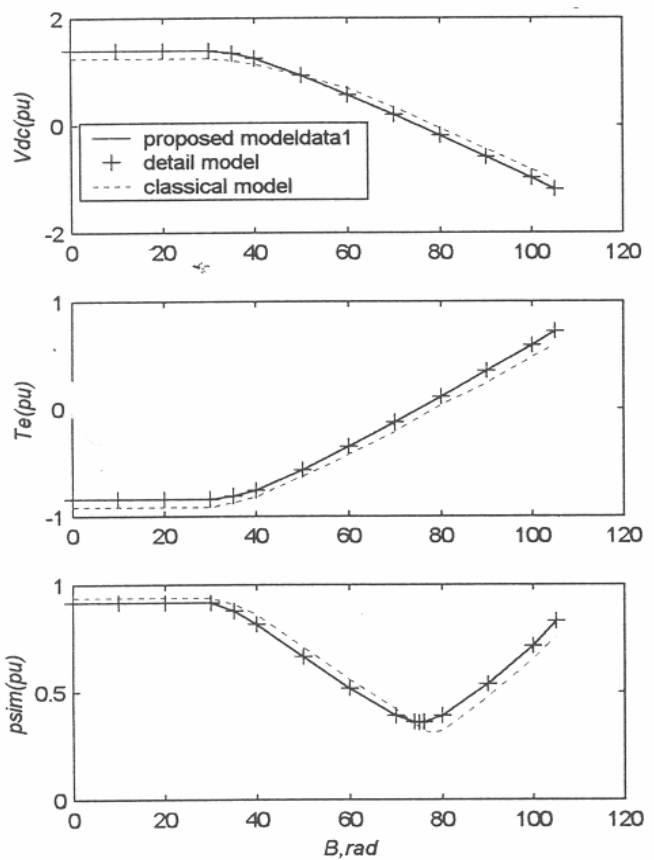 2
0
-2
Vdc(pu)
proposed modeldata1
detail model
classical model
0 20 40 60 80 100 120
1
0
-1
Te(pu)
0 20 40 60 80 100 120
1
0.5
0
psim(pu)
0 20 40 60 80 100 120
B,rad